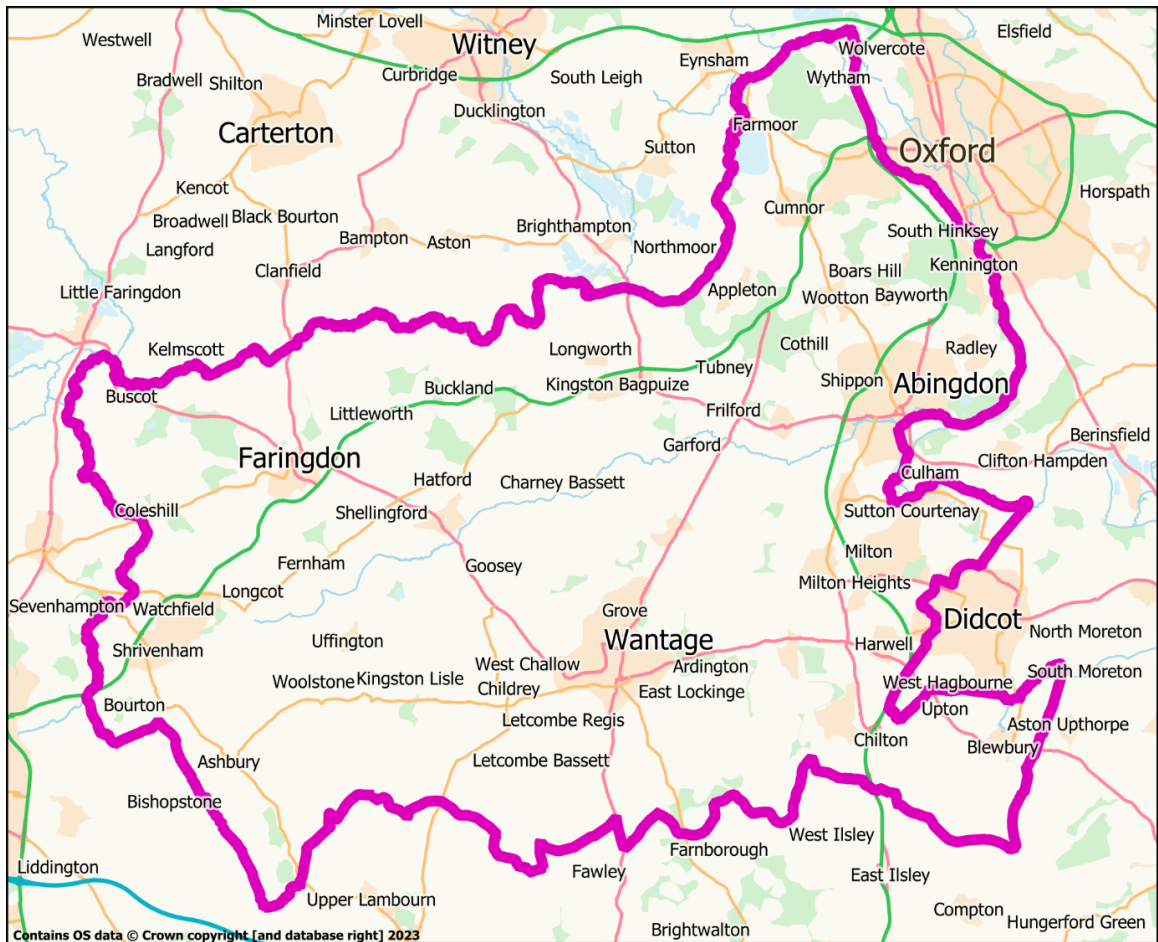 Minster Lovell
Westwell
Witney
Elsfield
Wolvercote
Eynsham
Curbridge
South Leigh
Wytham
Bradwell
Shilton
Ducklington
Carterton
Farmoor
Sutton
Oxford
Kencot
Horspath
Cumnor
Broadwell
Black Bourton
Brighthampton
South Hinksey
Bampton
Aston
Northmoor
Langford
Clanfield
Boars Hill
Kennington
Little Faringdon
Appleton
Wootton
Bayworth
Kelmscott
Longworth
Cothill
Radley
Tubney
Shippon
Abingdon
Buscot
Buckland
Kingston Bagpuize
Littleworth
Frilford
Berinsfield
Garford
Faringdon
Clifton Hampden
Culham
Hatford
Charney Bassett
Coleshill
Shellingford
Sutton Courtenay
Milton
Fernham
Goosey
Milton Heights
Longcot
Sevenhampton
Watchfield
Grove
Didcot
North Moreton
Uffington
Wantage
Harwell
Shrivenham
West Challow
Ardington
South Moreton
Woolstone
Kingston Lisle
Childrey
East Lockinge
West Hagbourne
Bourton
Upton
Letcombe Regis
Aston Upthorpe
Chilton
Blewbury
Ashbury
Letcombe Bassett
Bishopstone
West Ilsley
Farnborough
Liddington
Fawley
East Ilsley
Upper Lambourn
Compton
Hungerford Green
Brightwalton
Contains OS data © Crown copyright [and database right] 2023